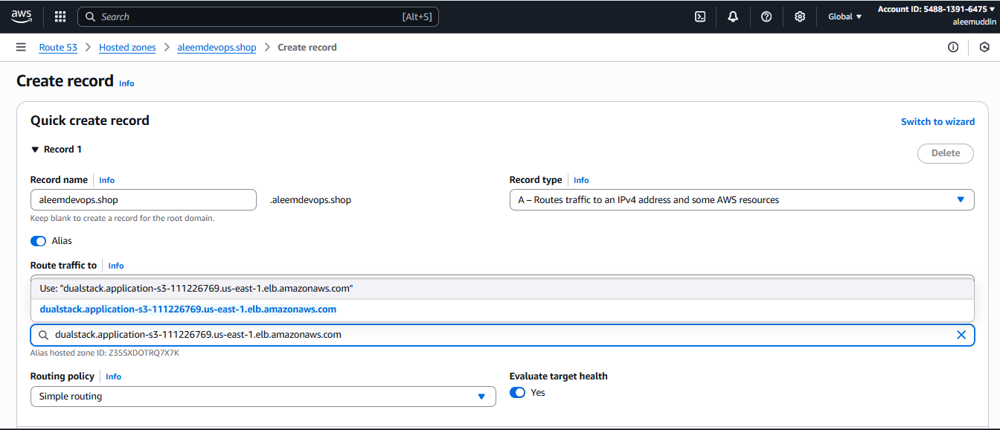 aws
Search [Alt+S] Global Account ID: 5488-1391-6475
aleemuddin
Route 53 Hosted zones aleemdevops.shop Create record
Create record Info
Quick create record Switch to wizard
Record 1 Delete
Record name Info Record type Info
aleemdevops.shop .aleemdevops.shop A – Routes traffic to an IPv4 address and some AWS resources
Keep blank to create a record for the root domain.
Alias
Route traffic to Info
Use: "dualstack.application-s3-111226769.us-east-1.elb.amazonaws.com"
dualstack.application-s3-111226769.us-east-1.elb.amazonaws.com
dualstack.application-s3-111226769.us-east-1.elb.amazonaws.com
Alias hosted zone ID: Z35SXDOTRQ7X7K
Routing policy Info Evaluate target health
Simple routing Yes